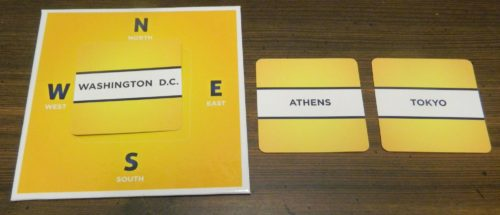 N
NORTH
WASHINGTON D.C.
W
WEST
E
EAST
S
SOUTH
ATHENS
TOKYO